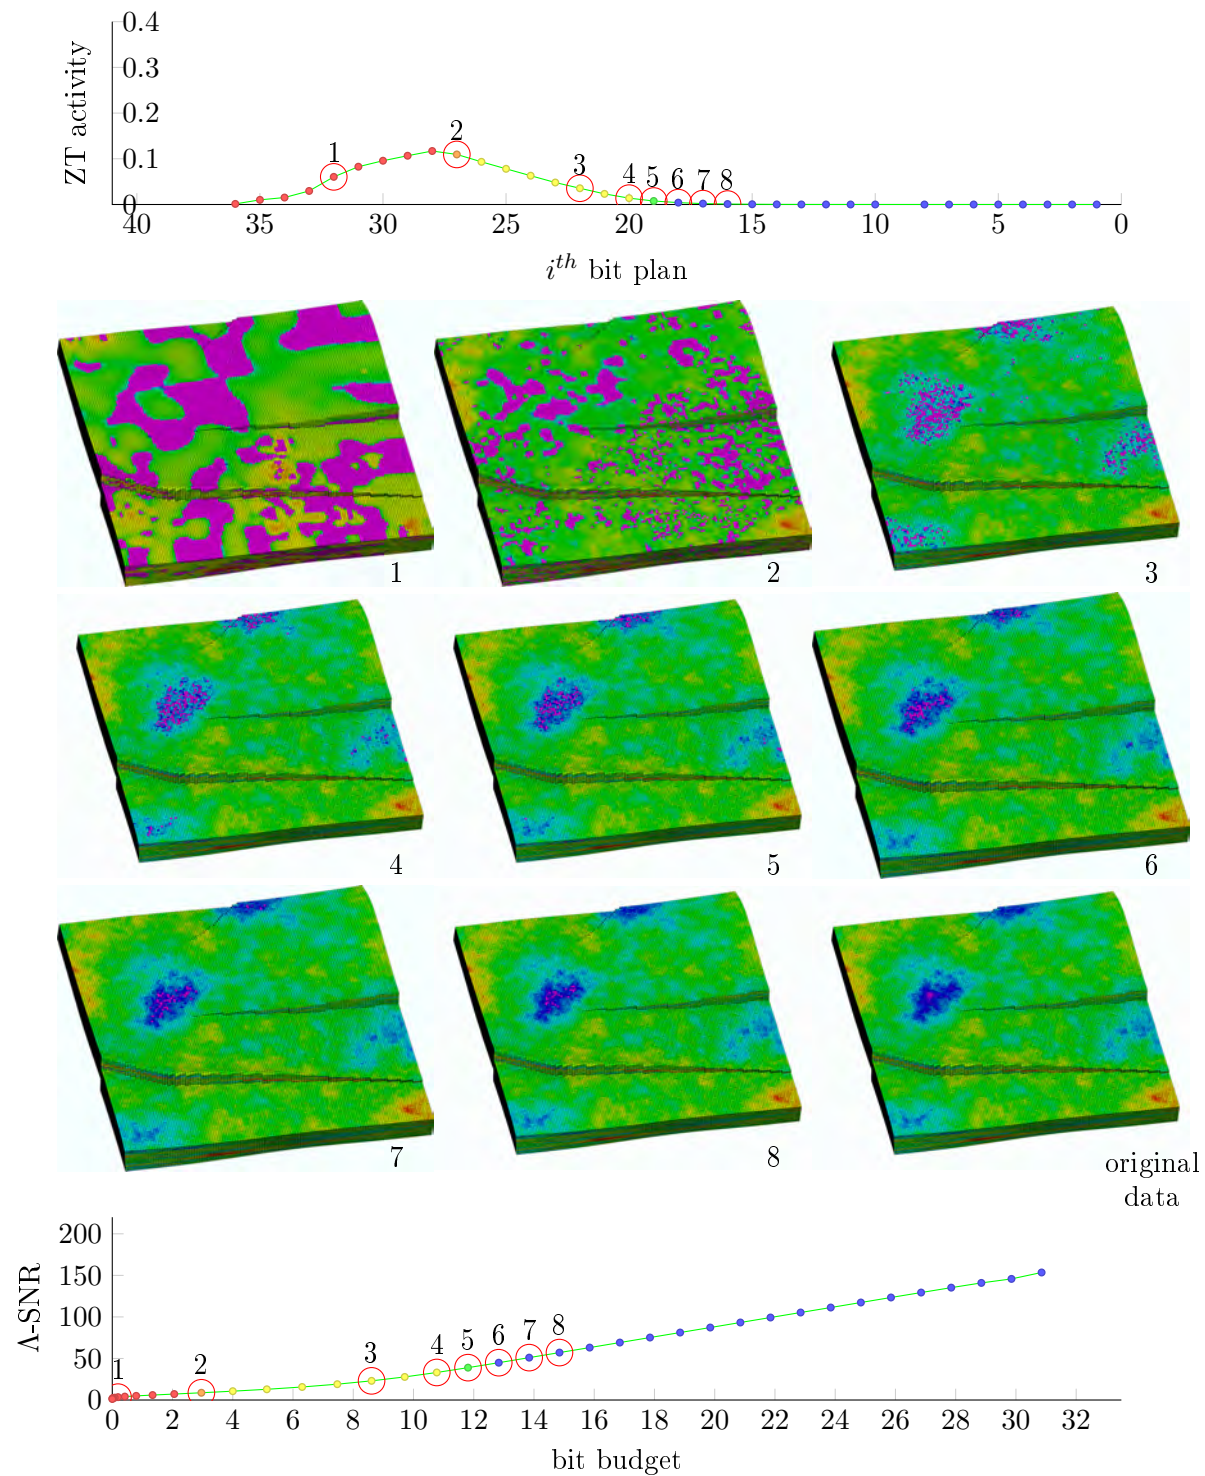 0.4
0.3
0.2
0.1
0
ZT activity
1
2
3
4 5 6 7 8
40 35 30 25 20 15 10 5 0
i^th bit plan
1 2 3
4 5 6
7 8 original
data
200
150
100
50
0
Λ-SNR
1 2 3 4 5 6 7 8
0 2 4 6 8 10 12 14 16 18 20 22 24 26 28 30 32
bit budget